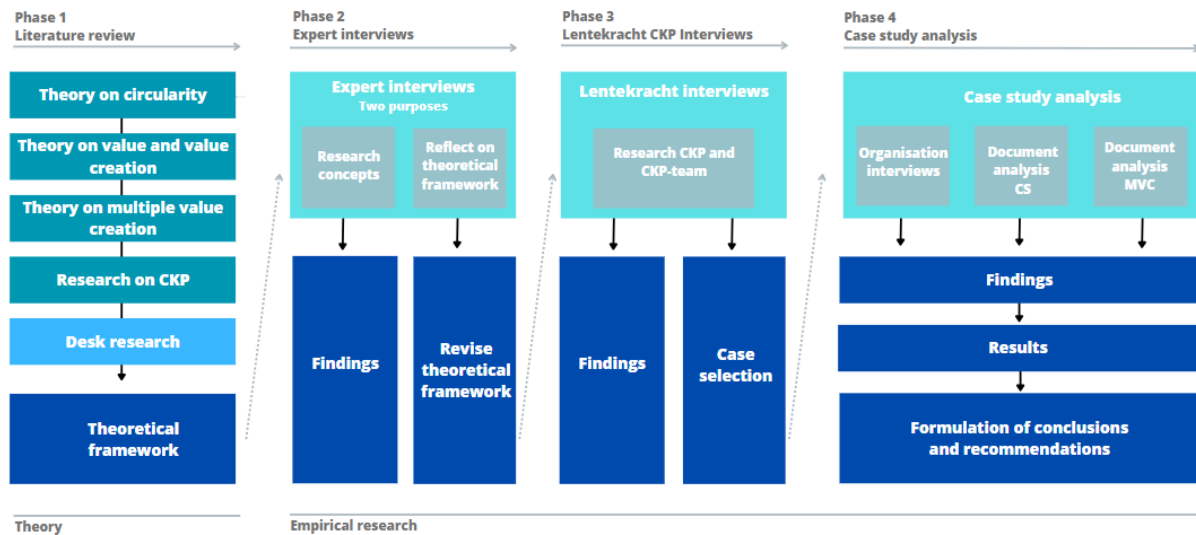 Phase 1
Literature review
Theory on circularity
Theory on value and value
creation
Theory on multiple value
creation
Research on CKP
Desk research
Theoretical
framework
Theory
Phase 2
Expert interviews
Expert interviews
Two purposes
Research
concepts
Reflect on
theoretical
framework
Findings
Revise
theoretical
framework
Phase 3
Lentekracht CKP Interviews
Lentekracht interviews
Research CKP and
CKP-team
Findings
Case
selection
Phase 4
Case study analysis
Case study analysis
Organisation
interviews
Document
analysis
CS
Document
analysis
MVC
Findings
Results
Formulation of conclusions
and recommendations
Empirical research